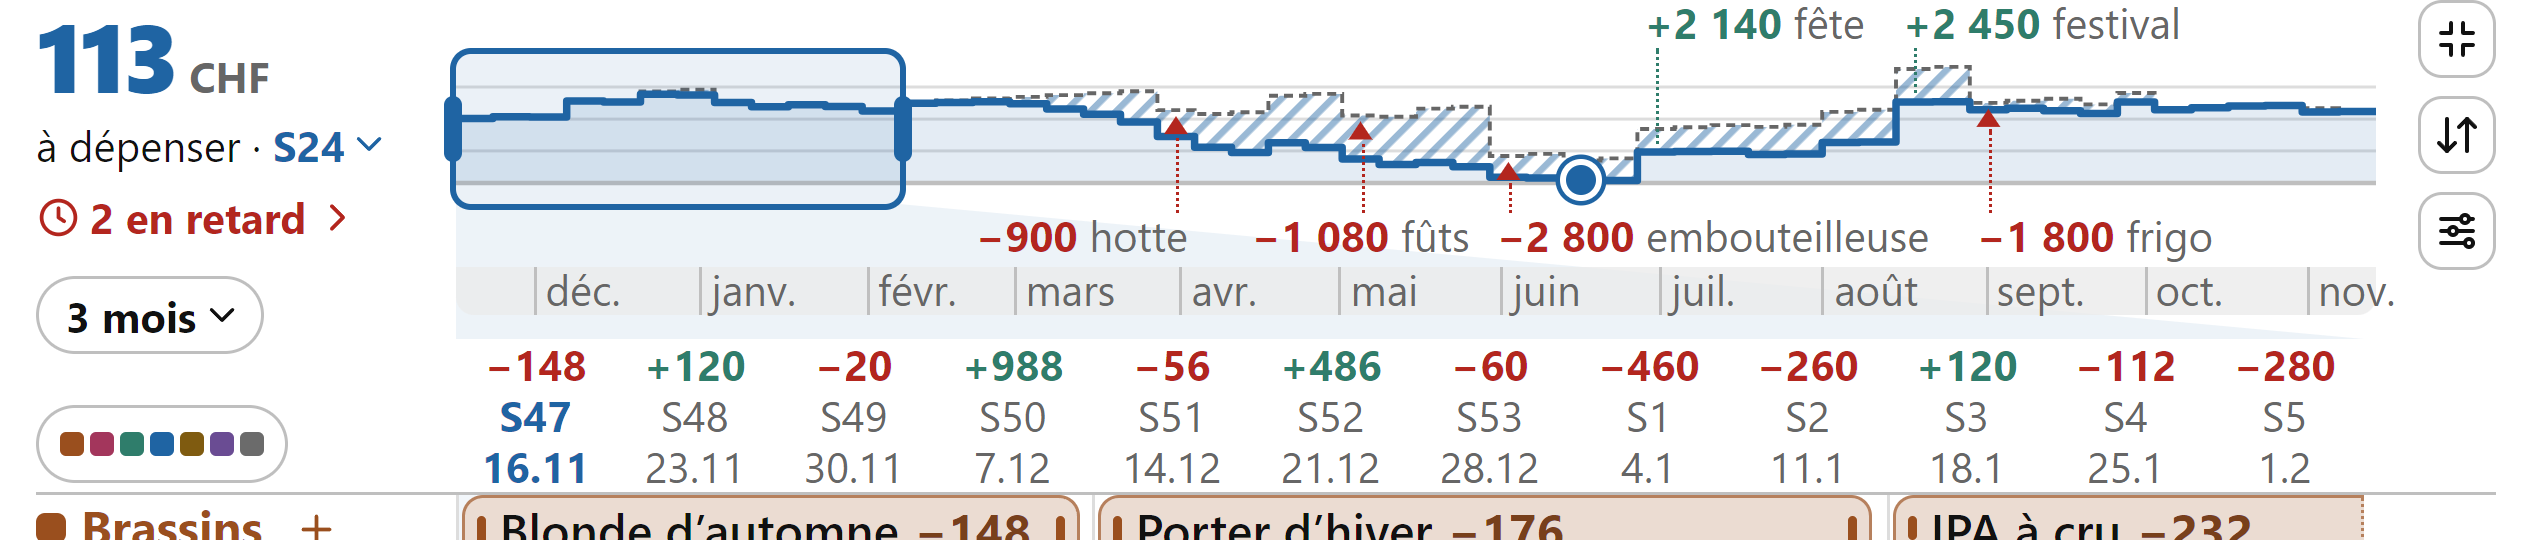 113 CHF
à dépenser · S24
2 en retard
3 mois
+2 140 fête +2 450 festival
−900 hotte −1 080 fûts −2 800 embouteilleuse −1 800 frigo
déc. janv. févr. mars avr. mai juin juil. août sept. oct. nov.
−148 +120 −20 +988 −56 +486 −60 −460 −260 +120 −112 −280
S47 S48 S49 S50 S51 S52 S53 S1 S2 S3 S4 S5
16.11 23.11 30.11 7.12 14.12 21.12 28.12 4.1 11.1 18.1 25.1 1.2
Brassins +
Blonde d’automne −148 Porter d’hiver −176 IPA à cru −232